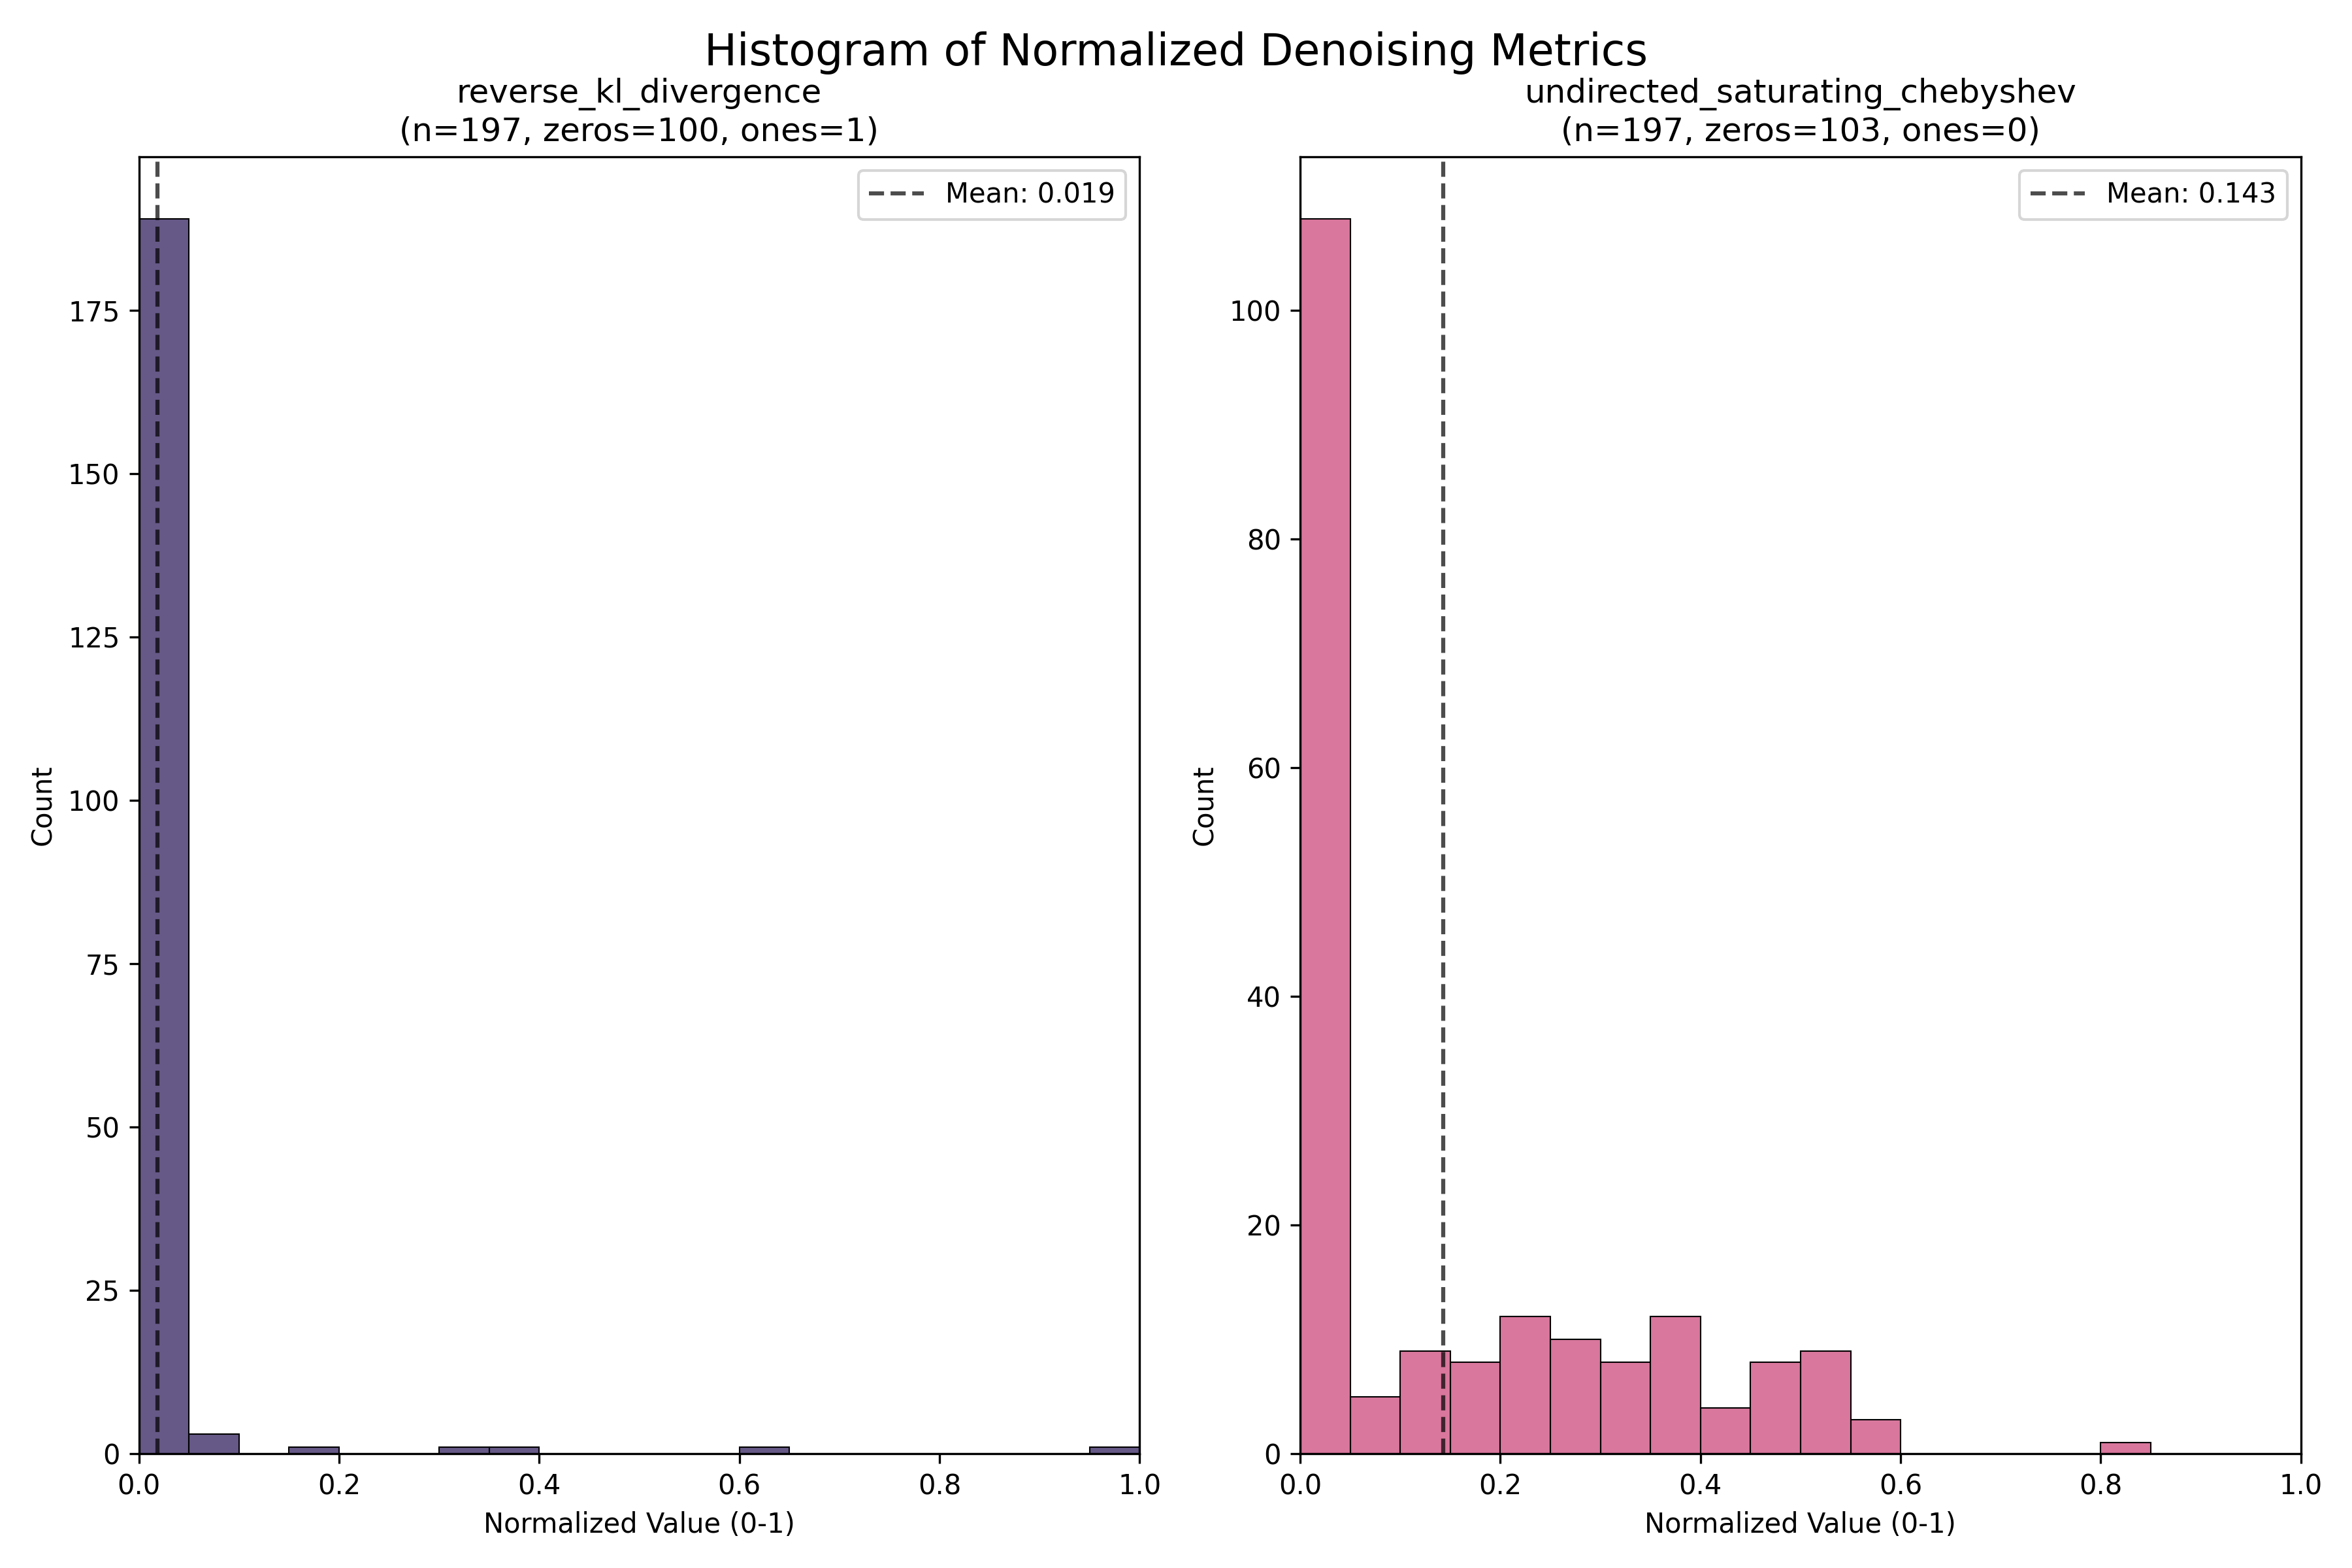 Histogram of Normalized Denoising Metrics
reverse_kl_divergence
(n=197, zeros=100, ones=1)
Mean: 0.019
175
150
125
100
75
50
25
0
Count
0.0 0.2 0.4 0.6 0.8 1.0
Normalized Value (0-1)
undirected_saturating_chebyshev
(n=197, zeros=103, ones=0)
Mean: 0.143
100
80
60
40
20
0
Count
0.0 0.2 0.4 0.6 0.8 1.0
Normalized Value (0-1)